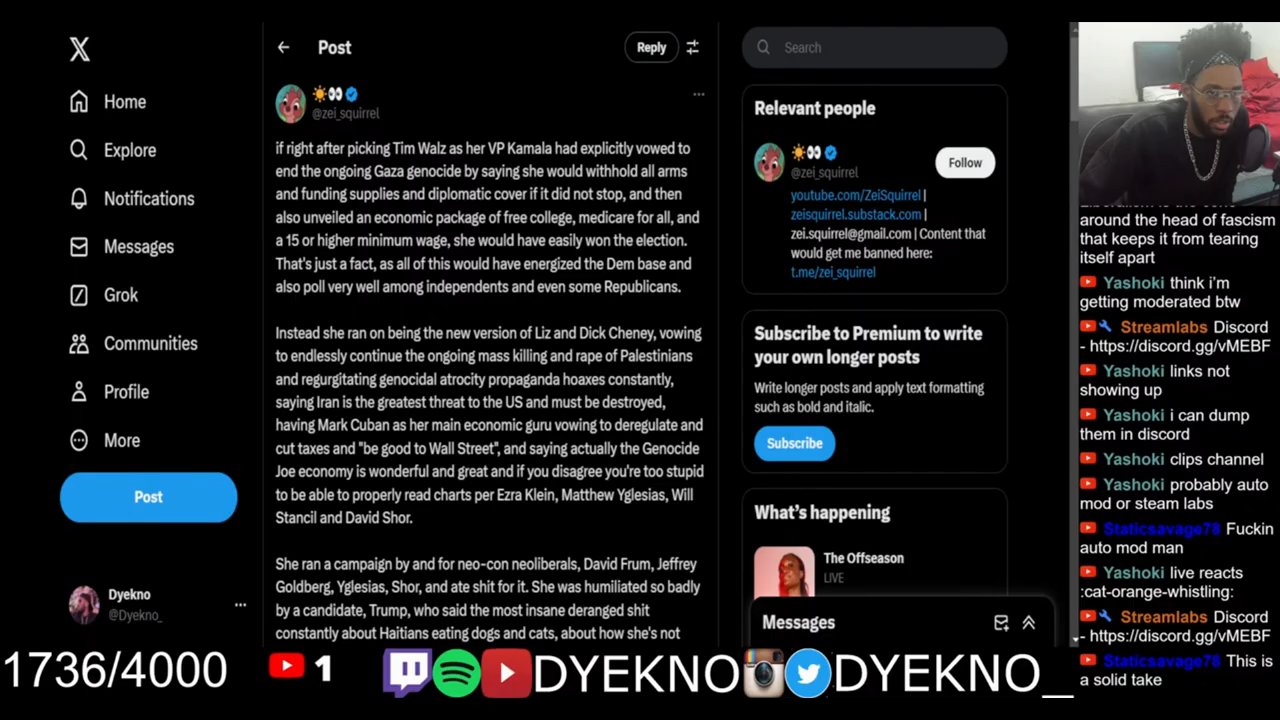 Home
Explore
Notifications
Messages
Grok
Communities
Profile
More
Post
Dyekno
@Dyekno_
Post
Reply
@zei_squirrel
if right after picking Tim Walz as her VP Kamala had explicitly vowed to
end the ongoing Gaza genocide by saying she would withhold all arms
and funding supplies and diplomatic cover if it did not stop, and then
also unveiled an economic package of free college, medicare for all, and
a 15 or higher minimum wage, she would have easily won the election.
That's just a fact, as all of this would have energized the Dem base and
also poll very well among independents and even some Republicans.
Instead she ran on being the new version of Liz and Dick Cheney, vowing
to endlessly continue the ongoing mass killing and rape of Palestinians
and regurgitating genocidal atrocity propaganda hoaxes constantly,
saying Iran is the greatest threat to the US and must be destroyed,
having Mark Cuban as her main economic guru vowing to deregulate and
cut taxes and "be good to Wall Street", and saying actually the Genocide
Joe economy is wonderful and great and if you disagree you're too stupid
to be able to properly read charts per Ezra Klein, Matthew Yglesias, Will
Stancil and David Shor.
She ran a campaign by and for neo-con neoliberals, David Frum, Jeffrey
Goldberg, Yglesias, Shor, and ate shit for it. She was humiliated so badly
by a candidate, Trump, who said the most insane deranged shit
constantly about Haitians eating dogs and cats, about how she's not
Search
Relevant people
@zei_squirrel
Follow
youtube.com/ZeiSquirrel |
zeisquirrel.substack.com |
zei.squirrel@gmail.com | Content that
would get me banned here:
t.me/zei_squirrel
Subscribe to Premium to write
your own longer posts
Write longer posts and apply text formatting
such as bold and italic.
Subscribe
What's happening
The Offseason
LIVE
Messages
around the head of fascism
that keeps it from tearing
itself apart
Yashoki think i'm
getting moderated btw
Streamlabs Discord
- https://discord.gg/vMEBF
Yashoki links not
showing up
Yashoki i can dump
them in discord
Yashoki clips channel
Yashoki probably auto
mod or steam labs
Staticsavage78 Fuckin
auto mod man
Yashoki live reacts
:cat-orange-whistling:
Streamlabs Discord
- https://discord.gg/vMEBF
Staticsavage78 This is
a solid take
1736/4000
1
DYEKNO
DYEKNO_